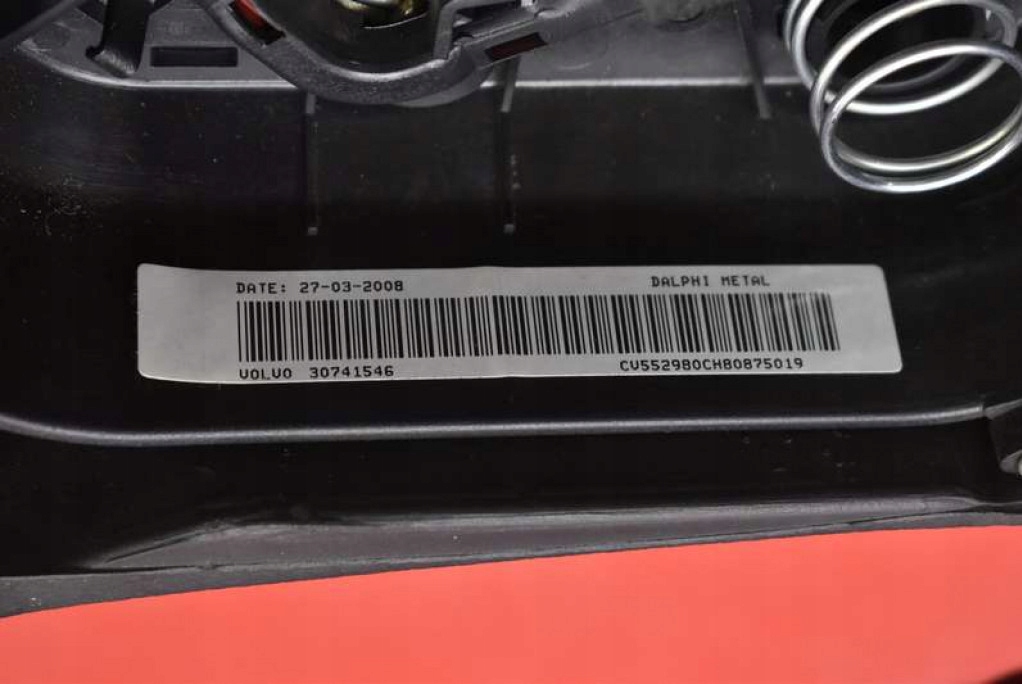 DATE: 27-03-2008 DALPHI METAL
VOLVO 30741546 CV552980CH80875019